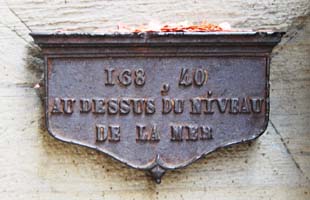 168, 40
AU DESSUS DU NIVEAU
DE LA MER